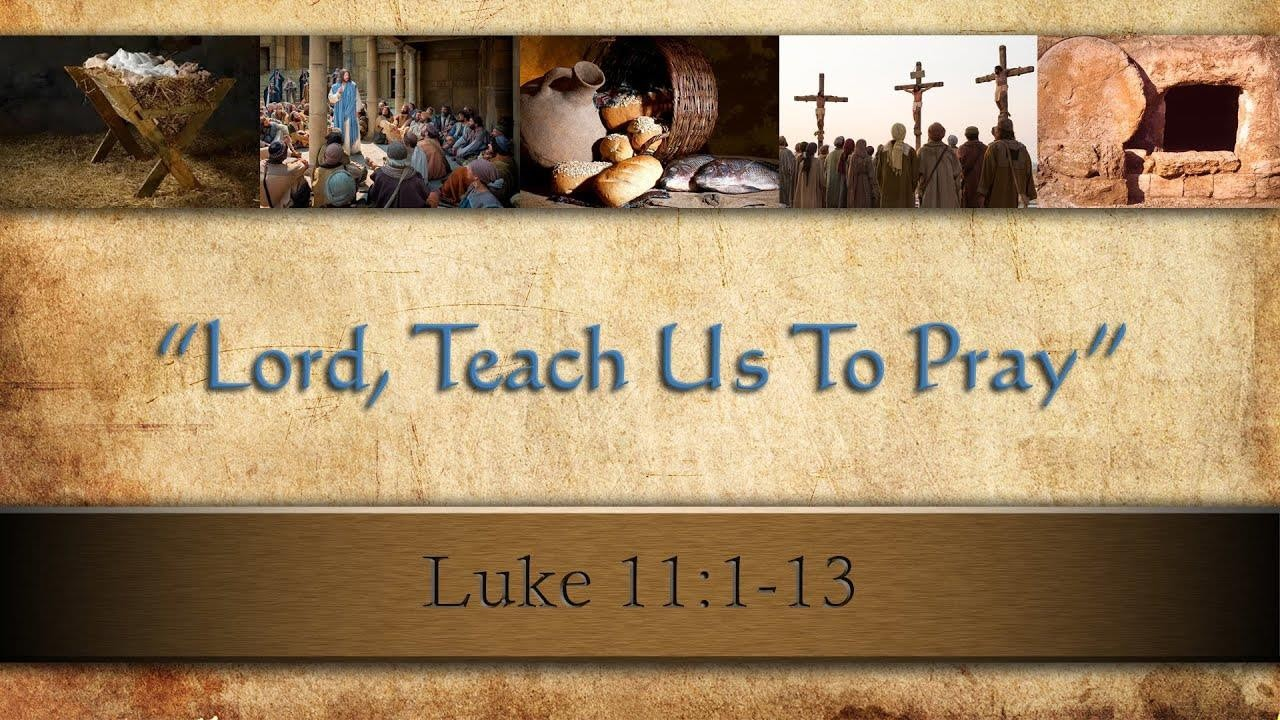 “Lord, Teach Us To Pray”
Luke 11:1-13